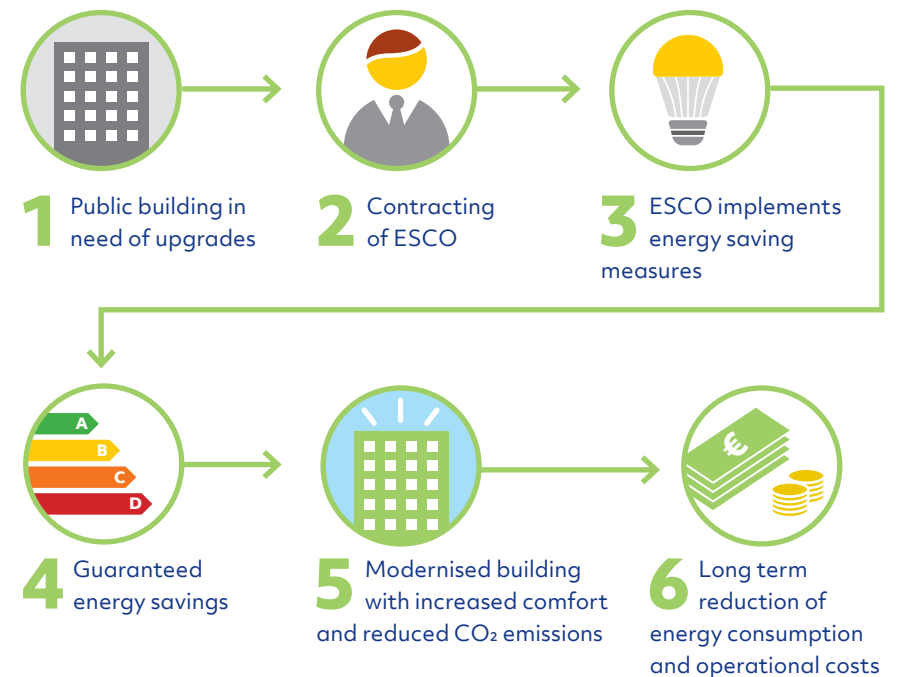 1 Public building in
need of upgrades
2 Contracting
of ESCO
3 ESCO implements
energy saving
measures
A
B
C
D
€
4 Guaranteed
energy savings
5 Modernised building
with increased comfort
and reduced CO₂ emissions
6 Long term
reduction of
energy consumption
and operational costs